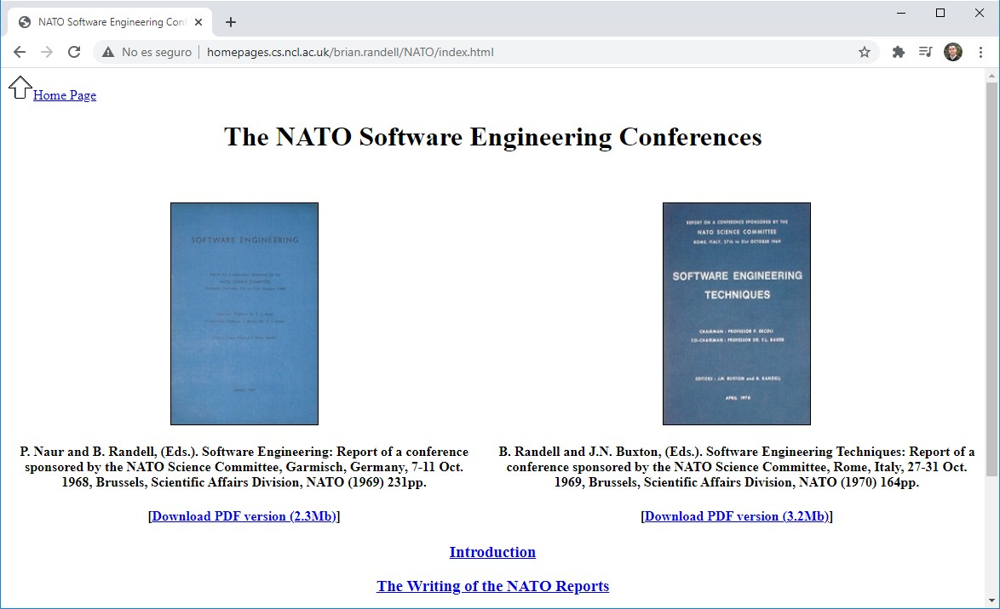 NATO Software Engineering Conf
No es seguro
homepages.cs.ncl.ac.uk/brian.randell/NATO/index.html
Home Page
The NATO Software Engineering Conferences
SOFTWARE ENGINEERING
REPORT ON A CONFERENCE SPONSORED BY THE
NATO SCIENCE COMMITTEE
ROME, ITALY, 27th to 31st OCTOBER 1969
SOFTWARE ENGINEERING
TECHNIQUES
CHAIRMAN : PROFESSOR P. ERCOLI
CO-CHAIRMAN : PROFESSOR DR. F.L. BAUER
EDITORS : J.N. BUXTON and B. RANDELL
APRIL 1970
P. Naur and B. Randell, (Eds.). Software Engineering: Report of a conference
sponsored by the NATO Science Committee, Garmisch, Germany, 7-11 Oct.
1968, Brussels, Scientific Affairs Division, NATO (1969) 231pp.
[Download PDF version (2.3Mb)]
B. Randell and J.N. Buxton, (Eds.). Software Engineering Techniques: Report of a
conference sponsored by the NATO Science Committee, Rome, Italy, 27-31 Oct.
1969, Brussels, Scientific Affairs Division, NATO (1970) 164pp.
[Download PDF version (3.2Mb)]
Introduction
The Writing of the NATO Reports